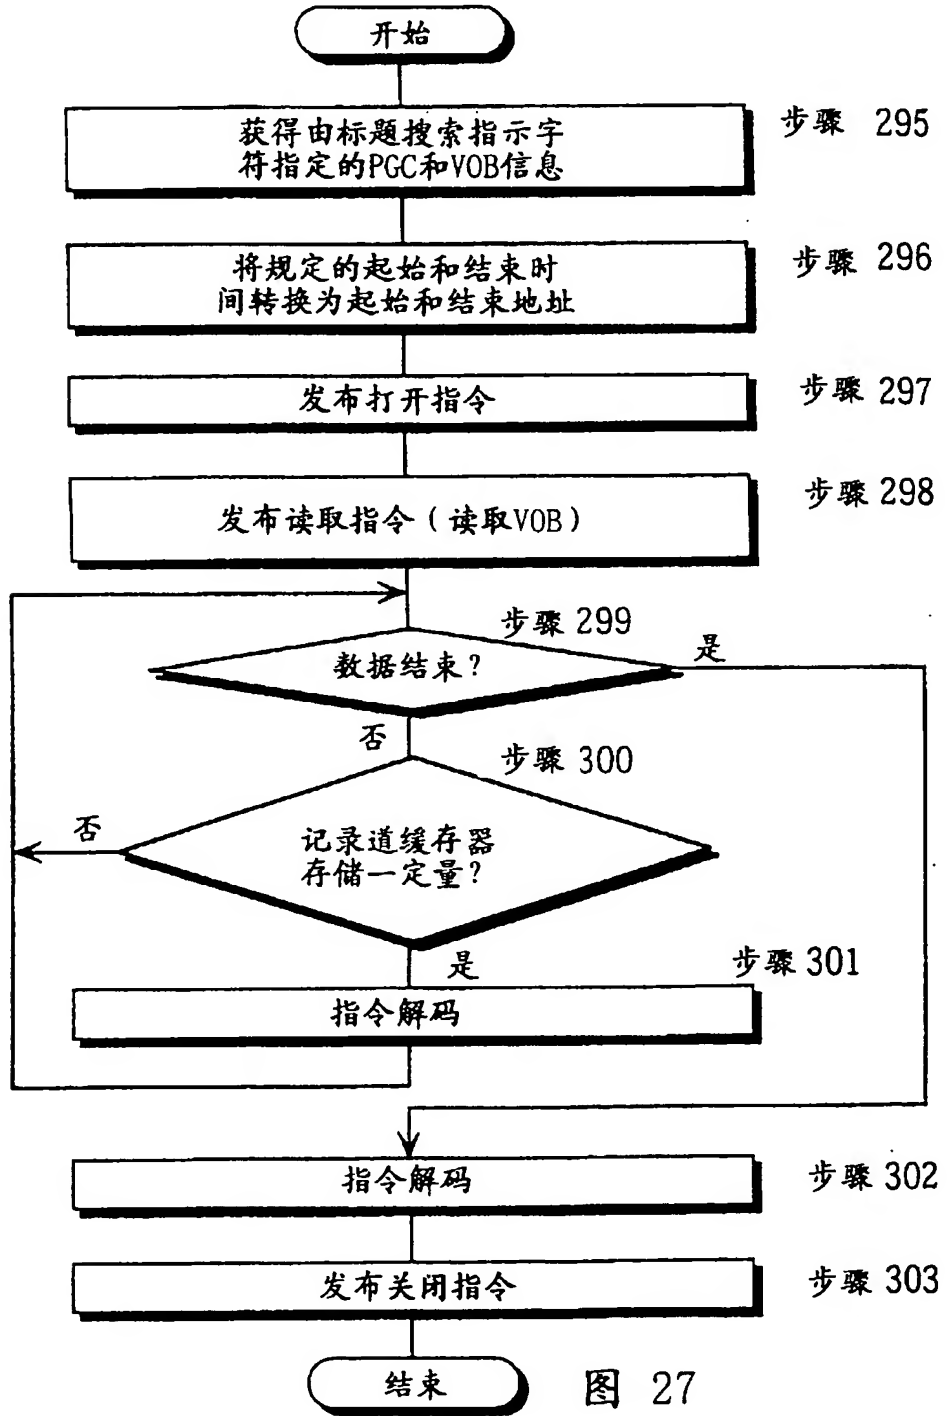 开始
步骤 295
获得由标题搜索指示字
符指定的PGC和VOB信息
步骤 296
将规定的起始和结束时
间转换为起始和结束地址
步骤 297
发布打开指令
步骤 298
发布读取指令(读取VOB)
步骤 299
数据结束?
是
否
步骤 300
否
记录道缓存器
存储一定量?
是
步骤 301
指令解码
步骤 302
指令解码
步骤 303
发布关闭指令
结束
图 27